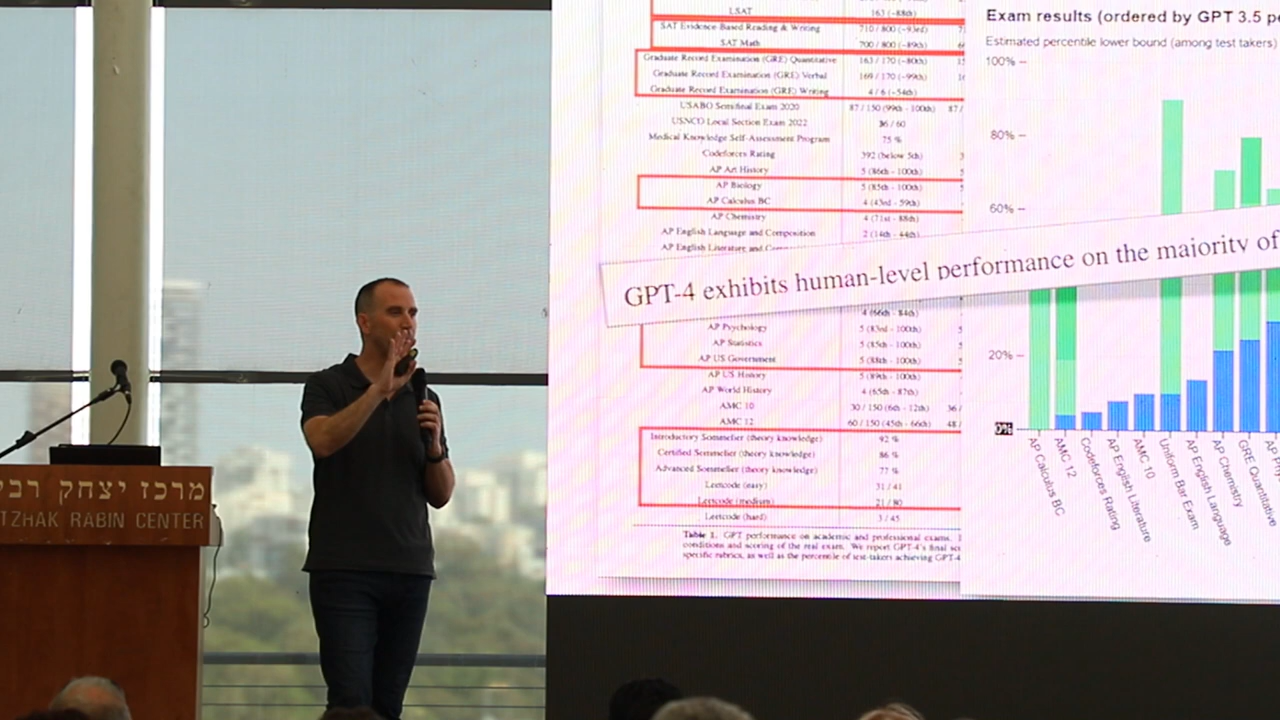 מרכז יצחק רבי
TZHAK RABIN CENTER
LSAT 163 (~88th)
SAT Evidence-Based Reading & Writing 710 / 800 (~93rd)
SAT Math 700 / 800 (~89th)
Graduate Record Examination (GRE) Quantitative 163 / 170 (~80th)
Graduate Record Examination (GRE) Verbal 169 / 170 (~99th)
Graduate Record Examination (GRE) Writing 4 / 6 (~54th)
USABO Semifinal Exam 2020 87 / 150 (99th - 100th) 87 /
USNCO Local Section Exam 2022 36 / 60
Medical Knowledge Self-Assessment Program 75 %
Codeforces Rating 392 (below 5th)
AP Art History 5 (86th - 100th)
AP Biology 5 (85th - 100th)
AP Calculus BC 4 (43rd - 59th)
AP Chemistry 4 (71st - 88th)
AP English Language and Composition 2 (14th - 44th)
AP English Literature and
GPT-4 exhibits human-level performance on the majority of
4 (66th - 84th)
AP Psychology 5 (83rd - 100th)
AP Statistics 5 (85th - 100th)
AP US Government 5 (88th - 100th)
AP US History 5 (89th - 100th)
AP World History 4 (65th - 87th)
AMC 10 30 / 150 (6th - 12th) 36 /
AMC 12 60 / 150 (45th - 66th) 48 /
Introductory Sommelier (theory knowledge) 92 %
Certified Sommelier (theory knowledge) 86 %
Advanced Sommelier (theory knowledge) 77 %
Leetcode (easy) 31 / 41
Leetcode (medium) 21 / 80
Leetcode (hard) 3 / 45
Table 1. GPT performance on academic and professional exams.
conditions and scoring of the real exam. We report GPT-4's final
specific rubrics, as well as the percentile of test-takers achieving GPT-4
Exam results (ordered by GPT 3.5
Estimated percentile lower bound (among test takers)
100%
80%
60%
20%
0%
AP Calculus BC
AMC 12
Codeforces Rating
AP English Literature
AMC 10
Uniform Bar Exam
AP English Language
AP Chemistry
GRE Quantitative